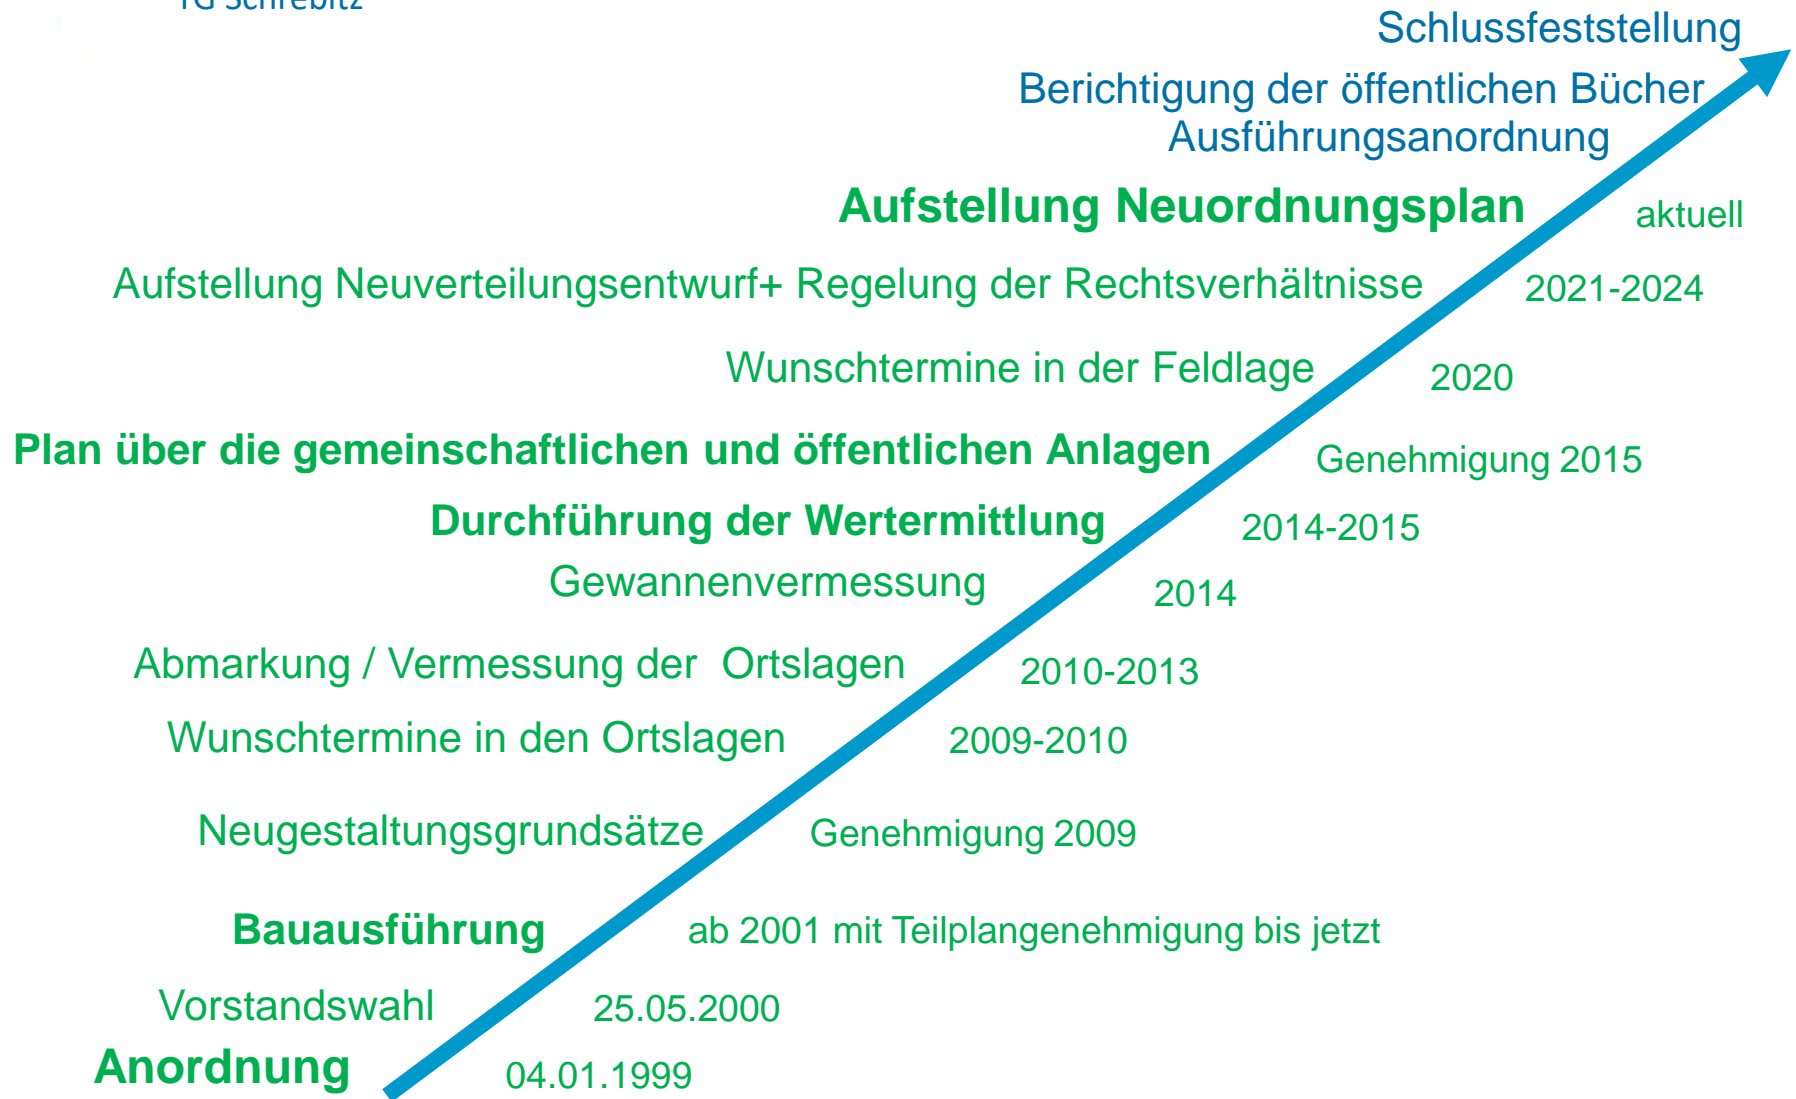 TG Schrebitz
Schlussfeststellung
Berichtigung der öffentlichen Bücher
Ausführungsanordnung
Aufstellung Neuordnungsplan aktuell
Aufstellung Neuverteilungsentwurf+ Regelung der Rechtsverhältnisse 2021-2024
Wunschtermine in der Feldlage 2020
Plan über die gemeinschaftlichen und öffentlichen Anlagen Genehmigung 2015
Durchführung der Wertermittlung 2014-2015
Gewannenvermessung 2014
Abmarkung / Vermessung der Ortslagen 2010-2013
Wunschtermine in den Ortslagen 2009-2010
Neugestaltungsgrundsätze Genehmigung 2009
Bauausführung ab 2001 mit Teilplangenehmigung bis jetzt
Vorstandswahl 25.05.2000
Anordnung 04.01.1999